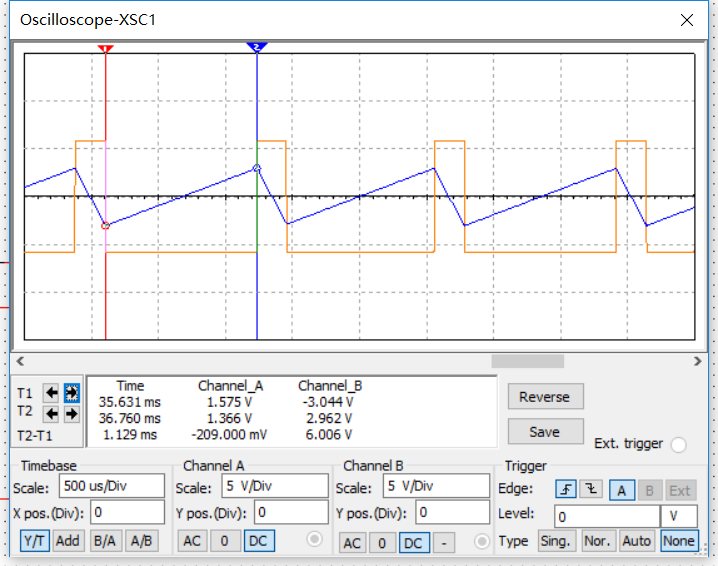 Oscilloscope-XSC1
1 2
Time Channel_A Channel_B
T1 35.631 ms 1.575 V -3.044 V
T2 36.760 ms 1.366 V 2.962 V
T2-T1 1.129 ms -209.000 mV 6.006 V
Reverse
Save
Ext. trigger
Timebase
Scale: 500 us/Div
X pos.(Div): 0
Y/T Add B/A A/B
Channel A
Scale: 5 V/Div
Y pos.(Div): 0
AC 0 DC
Channel B
Scale: 5 V/Div
Y pos.(Div): 0
AC 0 DC -
Trigger
Edge: A B Ext
Level: 0 V
Type Sing. Nor. Auto None